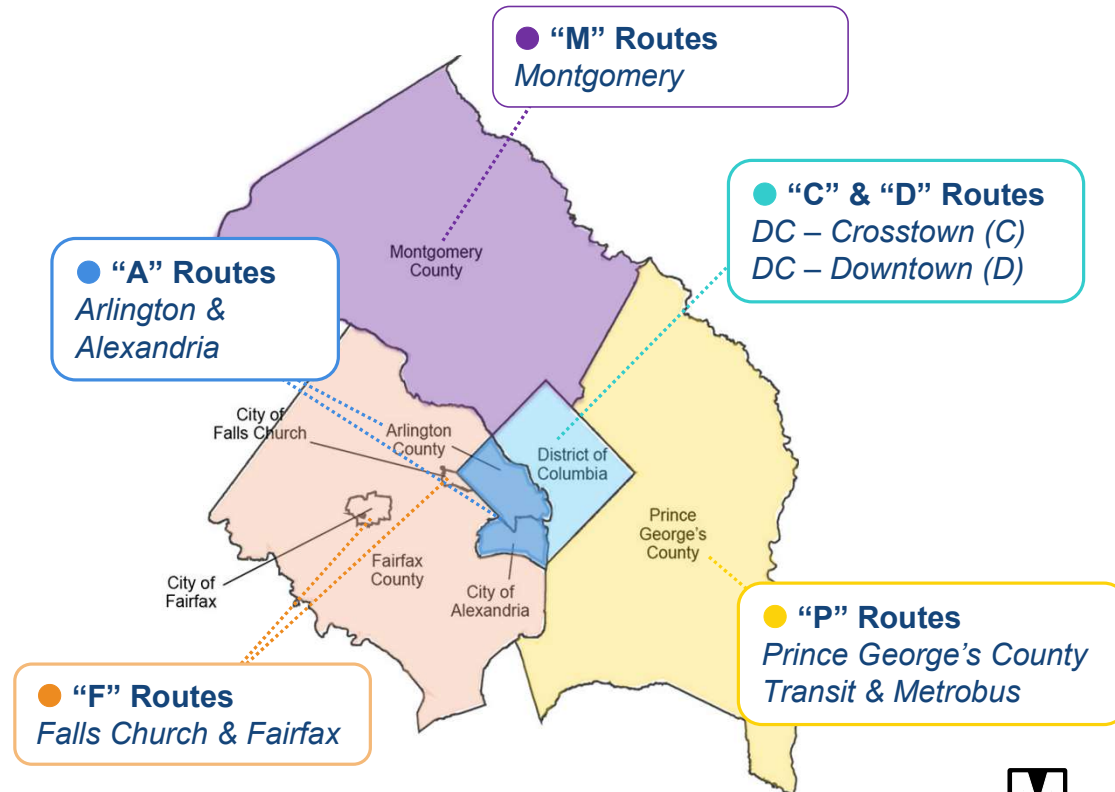 “M” Routes
Montgomery
“C” & “D” Routes
DC – Crosstown (C)
DC – Downtown (D)
Montgomery
County
“A” Routes
Arlington &
Alexandria
City of
Falls Church
Arlington
County
District of
Columbia
Prince
George’s
County
Fairfax
County
City of
Fairfax
City of
Alexandria
“P” Routes
Prince George’s County
Transit & Metrobus
“F” Routes
Falls Church & Fairfax